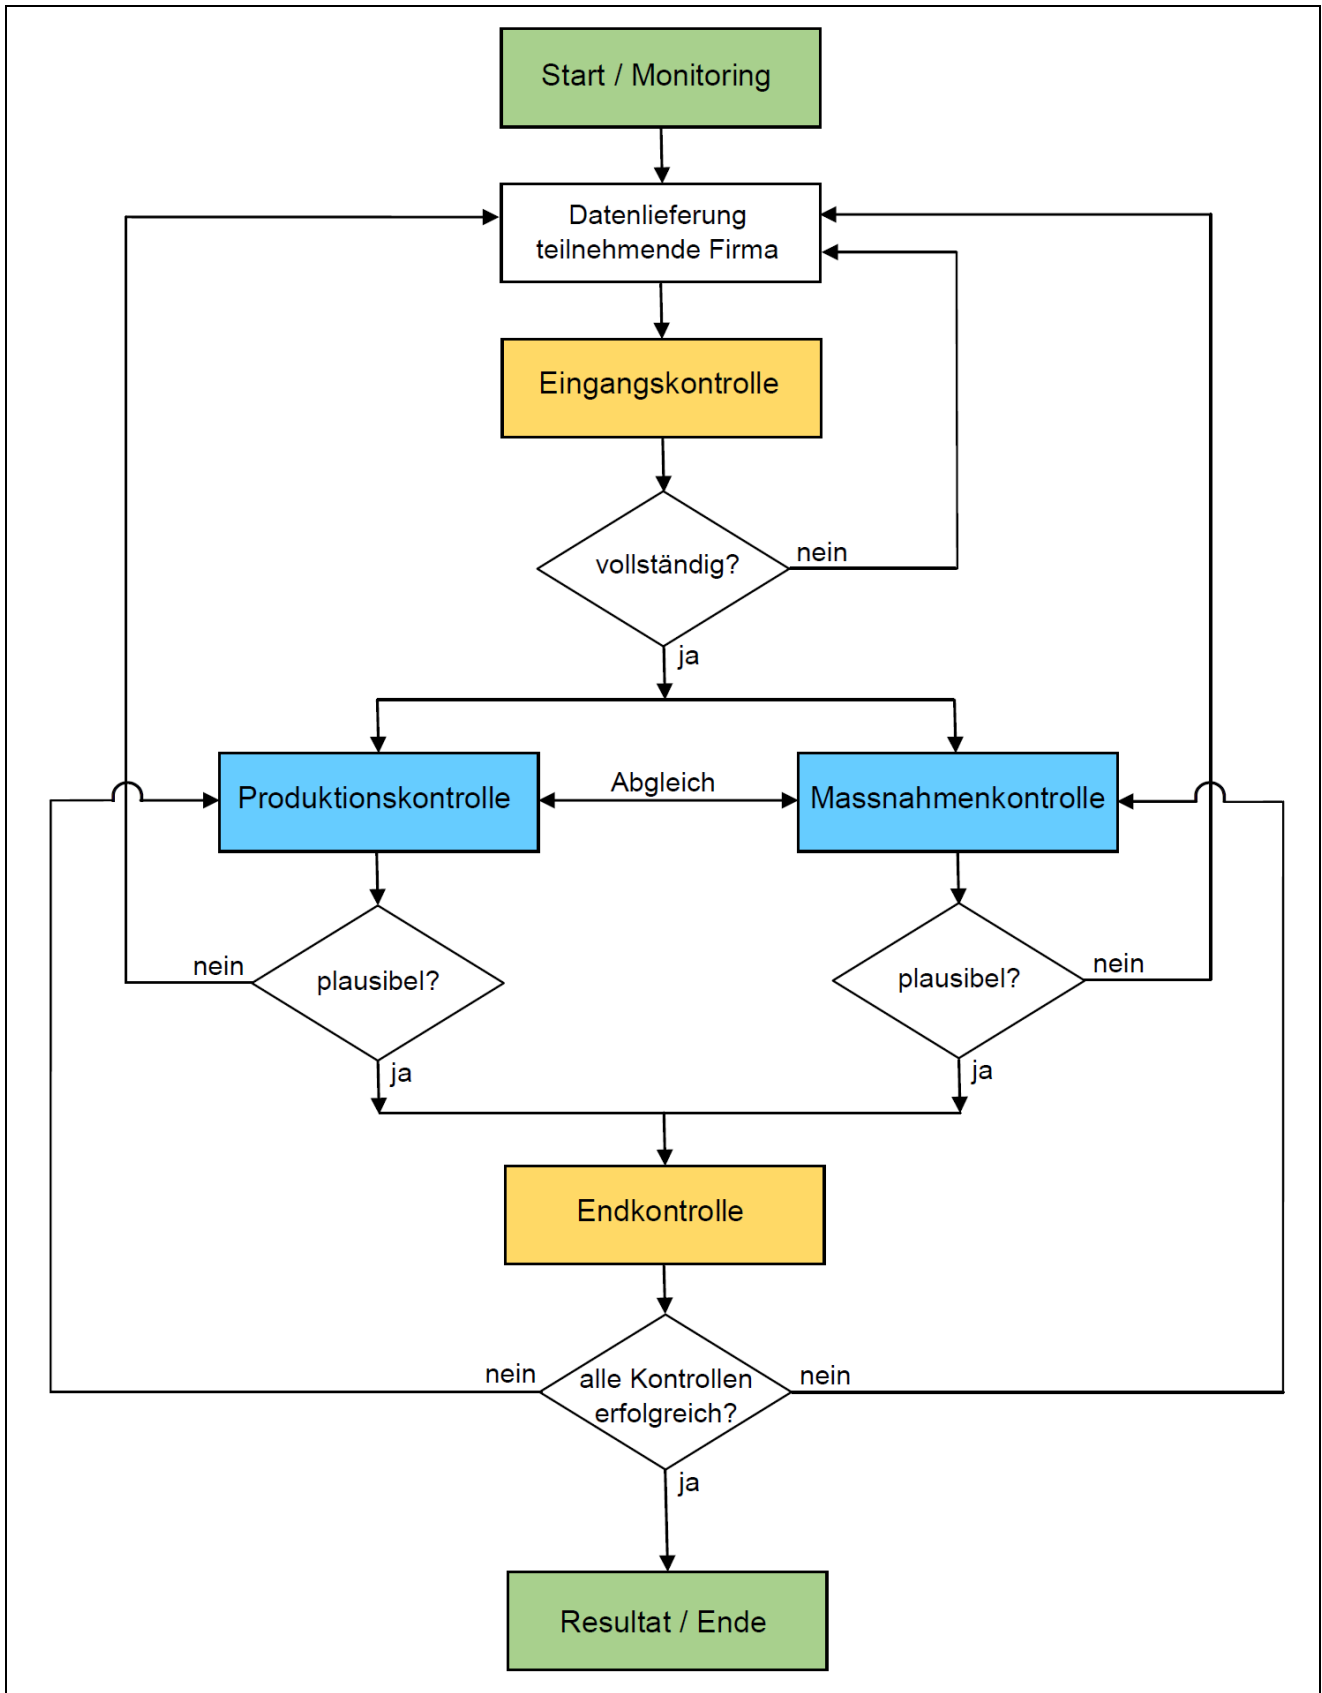 Start / Monitoring
Datenlieferung
teilnehmende Firma
Eingangskontrolle
vollständig?
nein
ja
Produktionskontrolle
Abgleich
Massnahmenkontrolle
nein
plausibel?
plausibel?
nein
ja
ja
Endkontrolle
nein
alle Kontrollen
erfolgreich?
nein
ja
Resultat / Ende